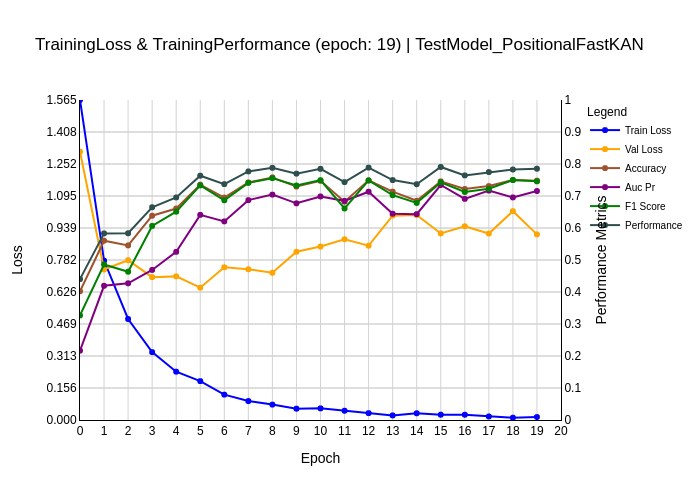 TrainingLoss & TrainingPerformance (epoch: 19) | TestModel_PositionalFastKAN
Legend
Train Loss
Val Loss
Accuracy
Auc Pr
F1 Score
Performance
Loss
1.565
1.408
1.252
1.095
0.939
0.782
0.626
0.469
0.313
0.156
0.000
Performance Metrics
1
0.9
0.8
0.7
0.6
0.5
0.4
0.3
0.2
0.1
0
0 1 2 3 4 5 6 7 8 9 10 11 12 13 14 15 16 17 18 19 20
Epoch